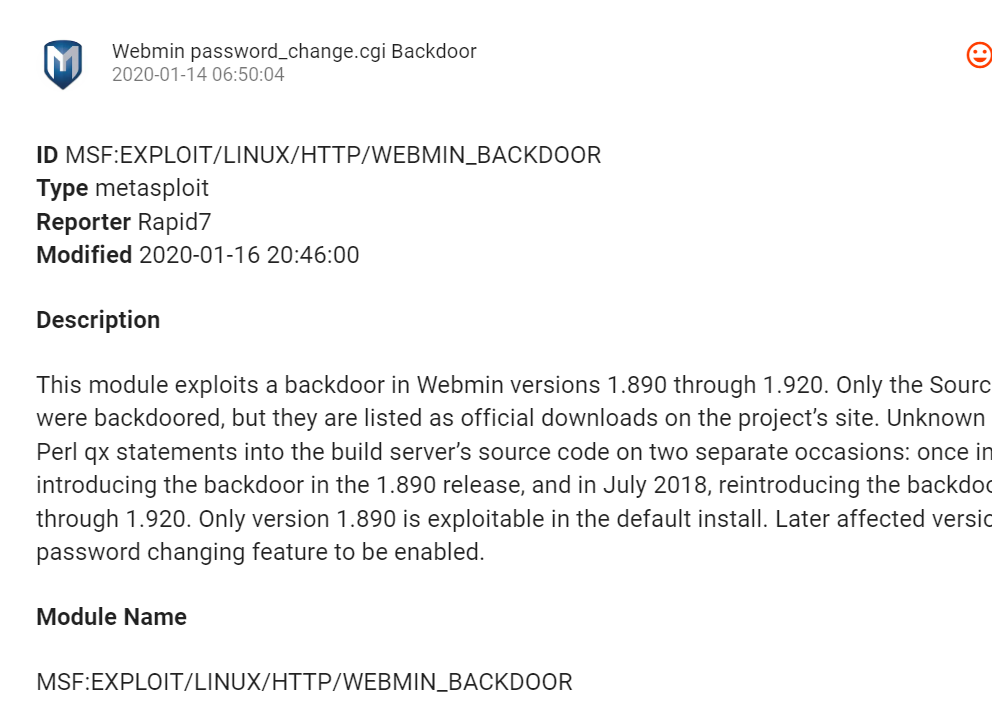 Webmin password_change.cgi Backdoor
2020-01-14 06:50:04
ID MSF:EXPLOIT/LINUX/HTTP/WEBMIN_BACKDOOR
Type metasploit
Reporter Rapid7
Modified 2020-01-16 20:46:00
Description
This module exploits a backdoor in Webmin versions 1.890 through 1.920. Only the Sourc
were backdoored, but they are listed as official downloads on the project’s site. Unknown
Perl qx statements into the build server’s source code on two separate occasions: once in
introducing the backdoor in the 1.890 release, and in July 2018, reintroducing the backdoo
through 1.920. Only version 1.890 is exploitable in the default install. Later affected versio
password changing feature to be enabled.
Module Name
MSF:EXPLOIT/LINUX/HTTP/WEBMIN_BACKDOOR